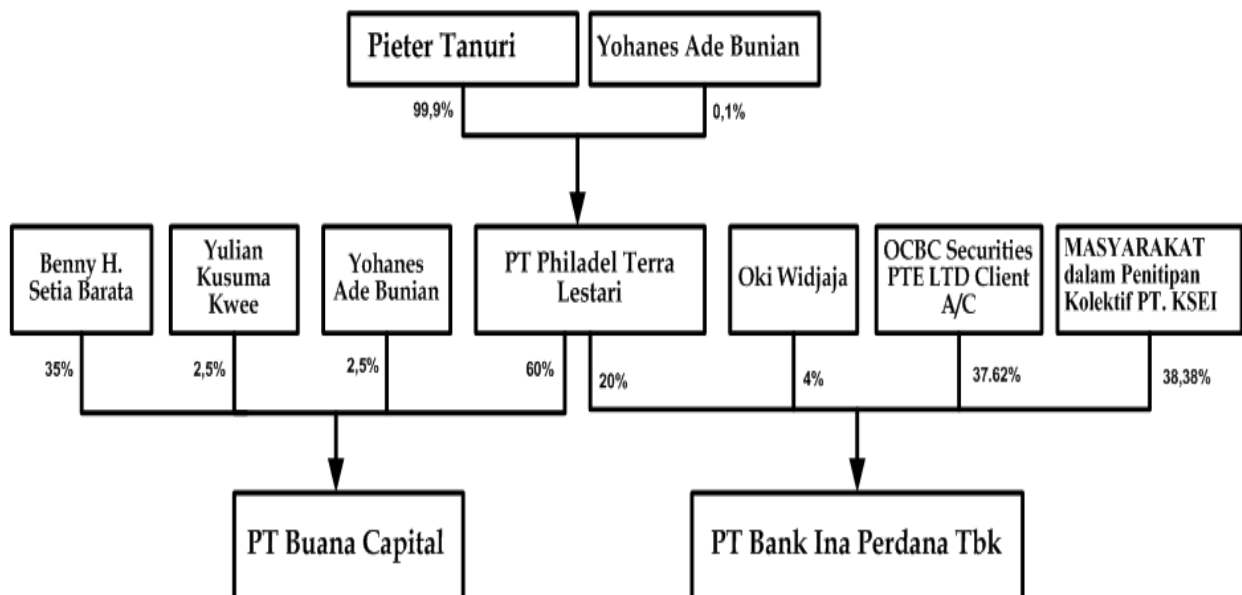 Pieter Tanuri
Yohanes Ade Bunian
99,9%
0,1%
Benny H.
Setia Barata
Yulian
Kusuma
Kwee
Yohanes
Ade Bunian
PT Philadel Terra
Lestari
Oki Widjaja
OCBC Securities
PTE LTD Client
A/C
MASYARAKAT
dalam Penitipan
Kolektif PT. KSEI
35%
2,5%
2,5%
60%
20%
4%
37.62%
38,38%
PT Buana Capital
PT Bank Ina Perdana Tbk